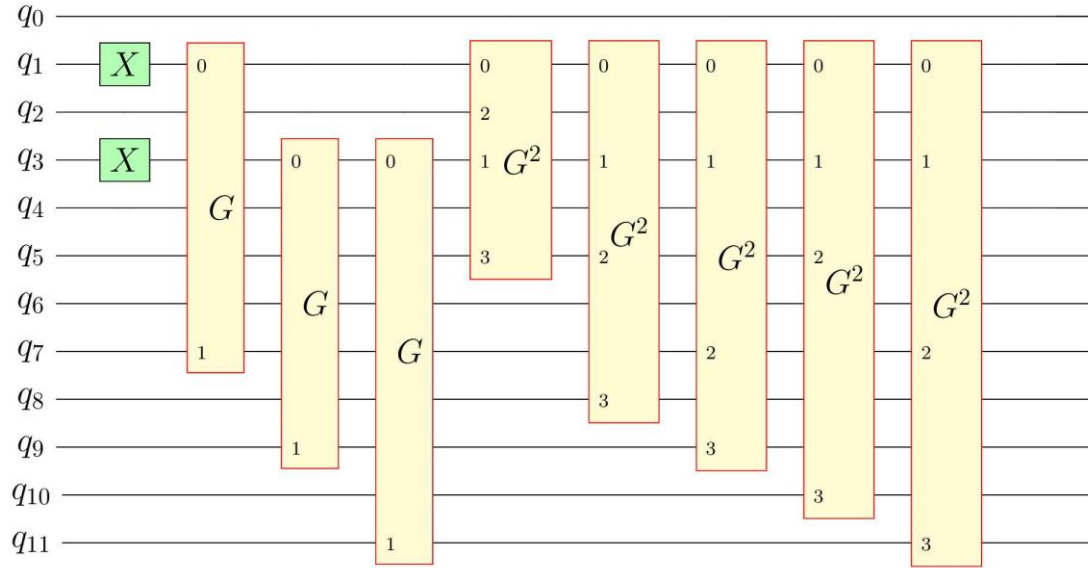 q0
q1 X 0 0 0 0 0 0
q2 2
q3 X 0 0 1 G² 1 1 1 1
q4 G
q5 3 G² 2 G² 2 G²
q6 G G²
q7 1 G 2 2
q8 3
q9 1 3
q10 3
q11 1 3